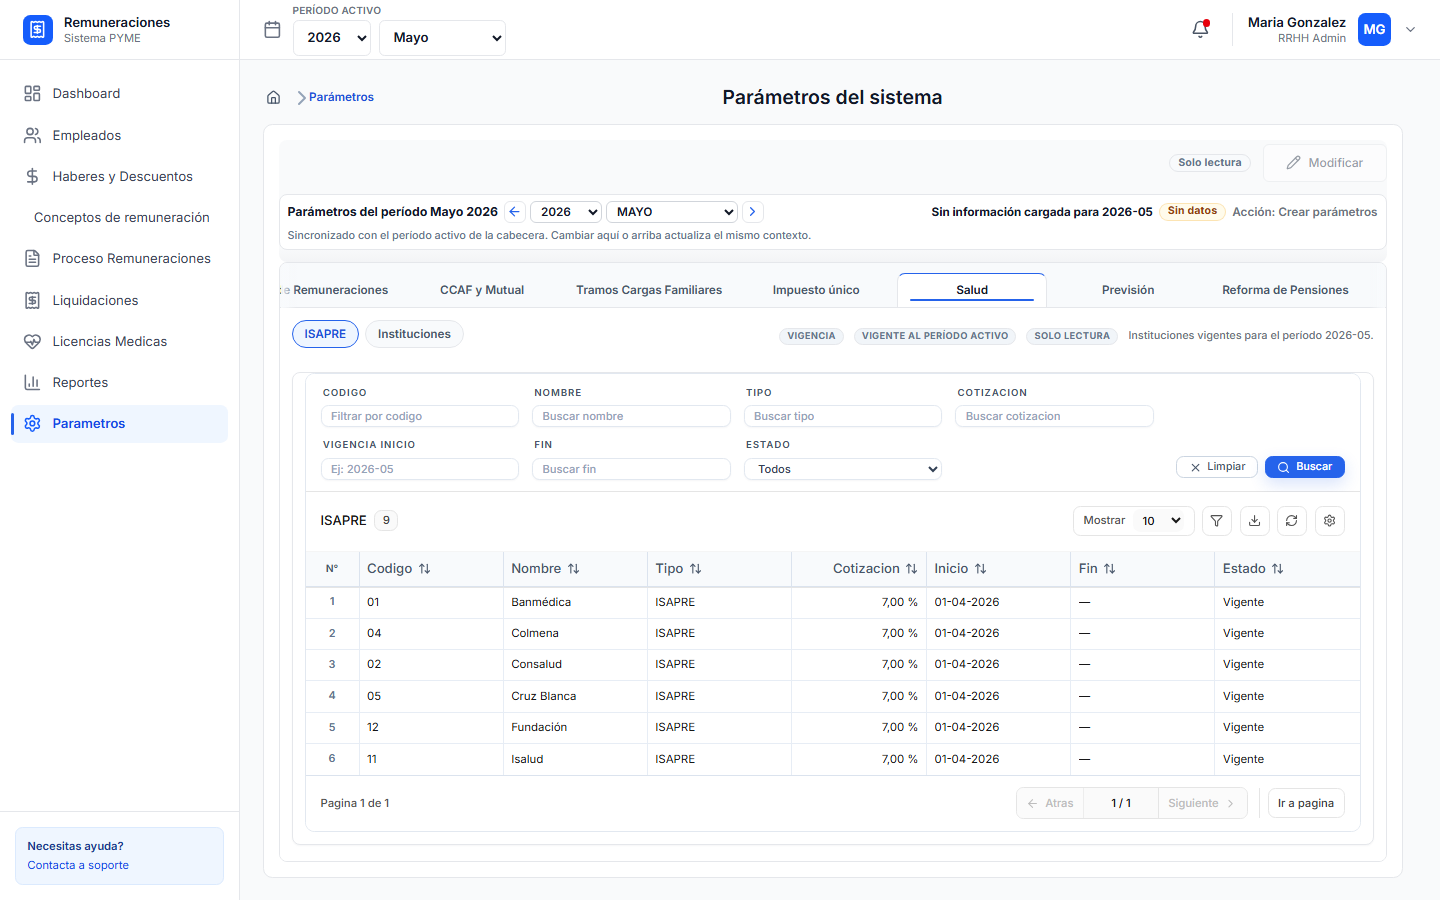 Remuneraciones
Sistema PYME
PERÍODO ACTIVO
2026 Mayo
Maria Gonzalez
RRHH Admin
MG
Dashboard
Empleados
Haberes y Descuentos
Conceptos de remuneración
Proceso Remuneraciones
Liquidaciones
Licencias Medicas
Reportes
Parametros
Necesitas ayuda?
Contacta a soporte
Parámetros
Parámetros del sistema
Solo lectura Modificar
Parámetros del período Mayo 2026 2026 MAYO
Sin información cargada para 2026-05 Sin datos Acción: Crear parámetros
Sincronizado con el período activo de la cabecera. Cambiar aquí o arriba actualiza el mismo contexto.
e Remuneraciones CCAF y Mutual Tramos Cargas Familiares Impuesto único Salud Previsión Reforma de Pensiones
ISAPRE Instituciones VIGENCIA VIGENTE AL PERÍODO ACTIVO SOLO LECTURA Instituciones vigentes para el período 2026-05.
CODIGO NOMBRE TIPO COTIZACION
Filtrar por codigo Buscar nombre Buscar tipo Buscar cotizacion
VIGENCIA INICIO FIN ESTADO
Ej: 2026-05 Buscar fin Todos Limpiar Buscar
ISAPRE 9 Mostrar 10
N° Codigo Nombre Tipo Cotizacion Inicio Fin Estado
1 01 Banmédica ISAPRE 7,00 % 01-04-2026 — Vigente
2 04 Colmena ISAPRE 7,00 % 01-04-2026 — Vigente
3 02 Consalud ISAPRE 7,00 % 01-04-2026 — Vigente
4 05 Cruz Blanca ISAPRE 7,00 % 01-04-2026 — Vigente
5 12 Fundación ISAPRE 7,00 % 01-04-2026 — Vigente
6 11 Isalud ISAPRE 7,00 % 01-04-2026 — Vigente
Pagina 1 de 1 Atras 1 / 1 Siguiente Ir a pagina